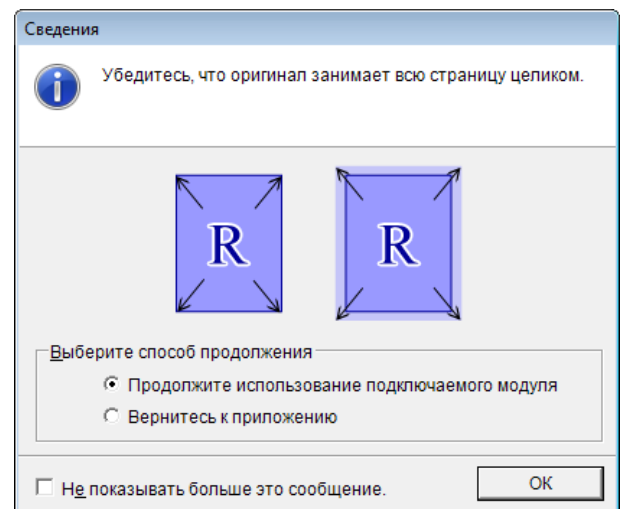 Сведения
Убедитесь, что оригинал занимает всю страницу целиком.
R R
Выберите способ продолжения
Продолжите использование подключаемого модуля
Вернитесь к приложению
Не показывать больше это сообщение.
ОК